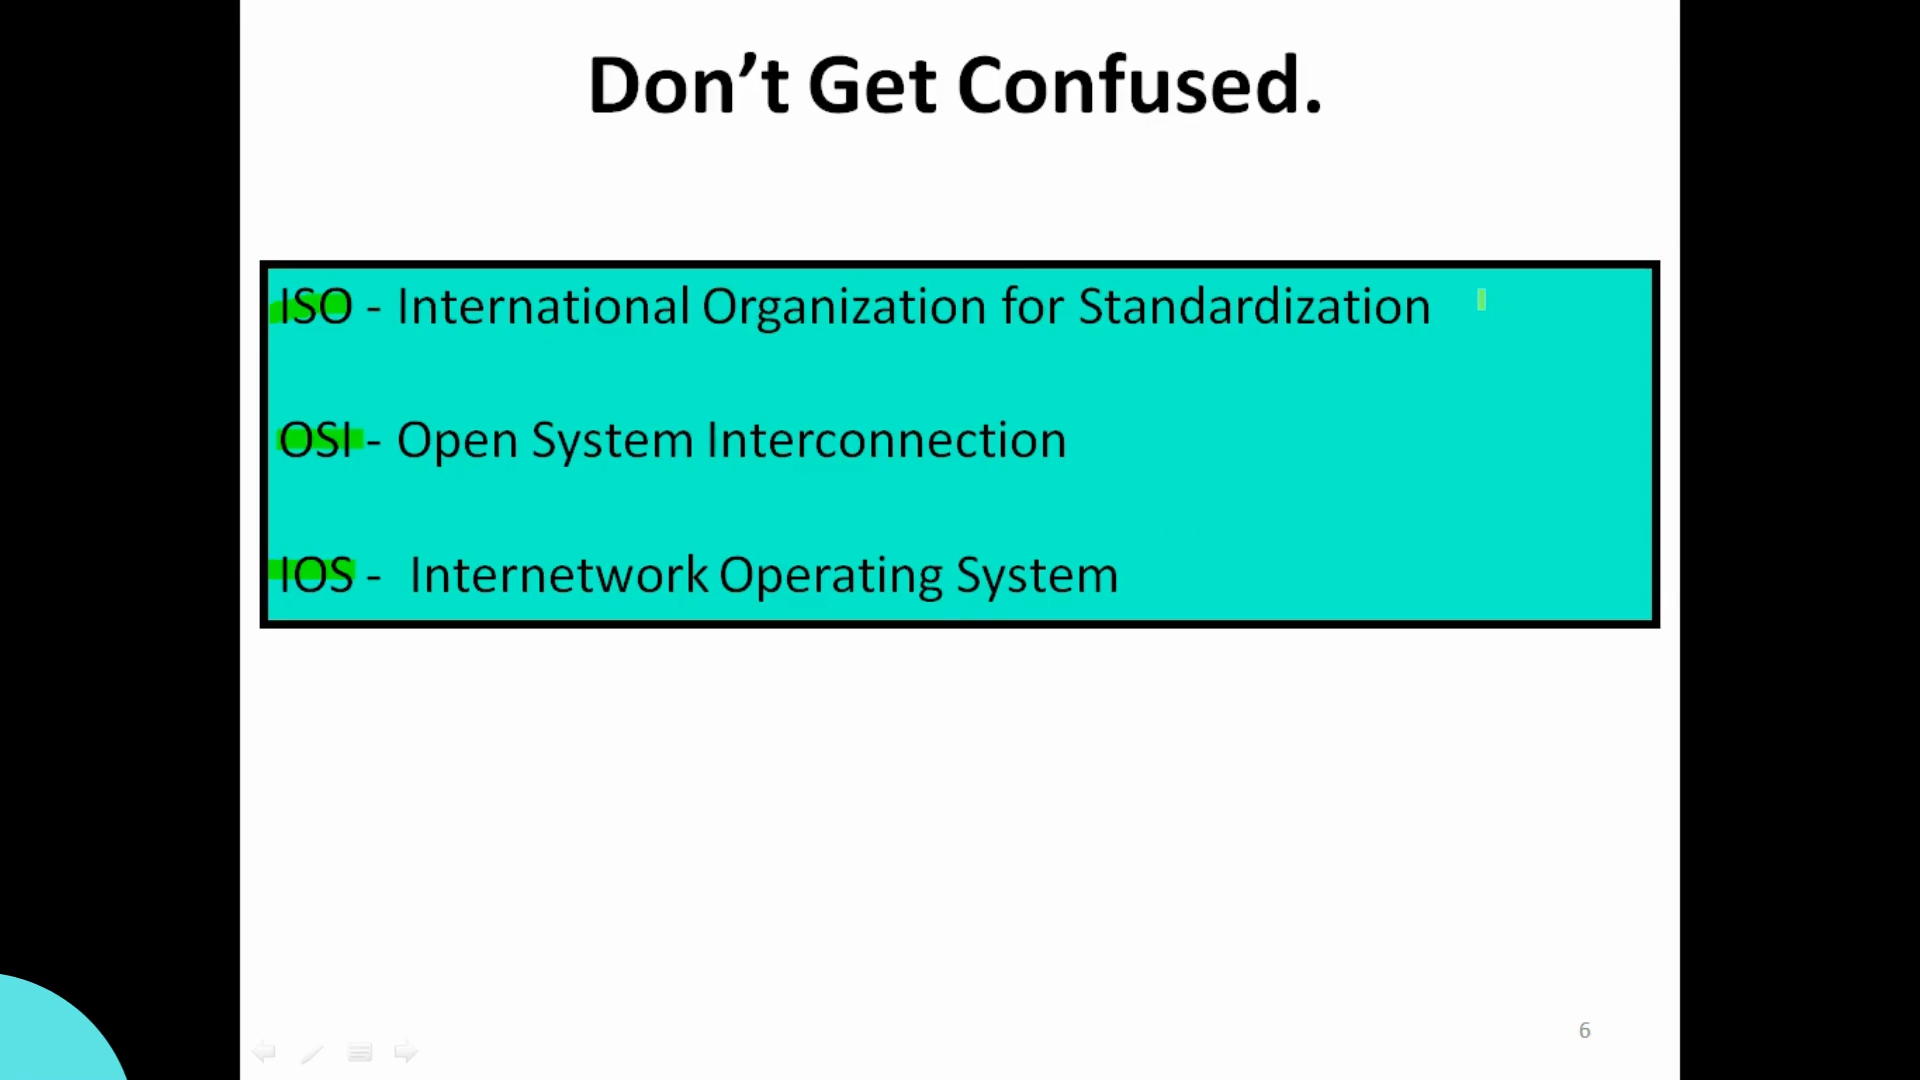 Don’t Get Confused.
ISO - International Organization for Standardization
OSI - Open System Interconnection
IOS - Internetwork Operating System
6